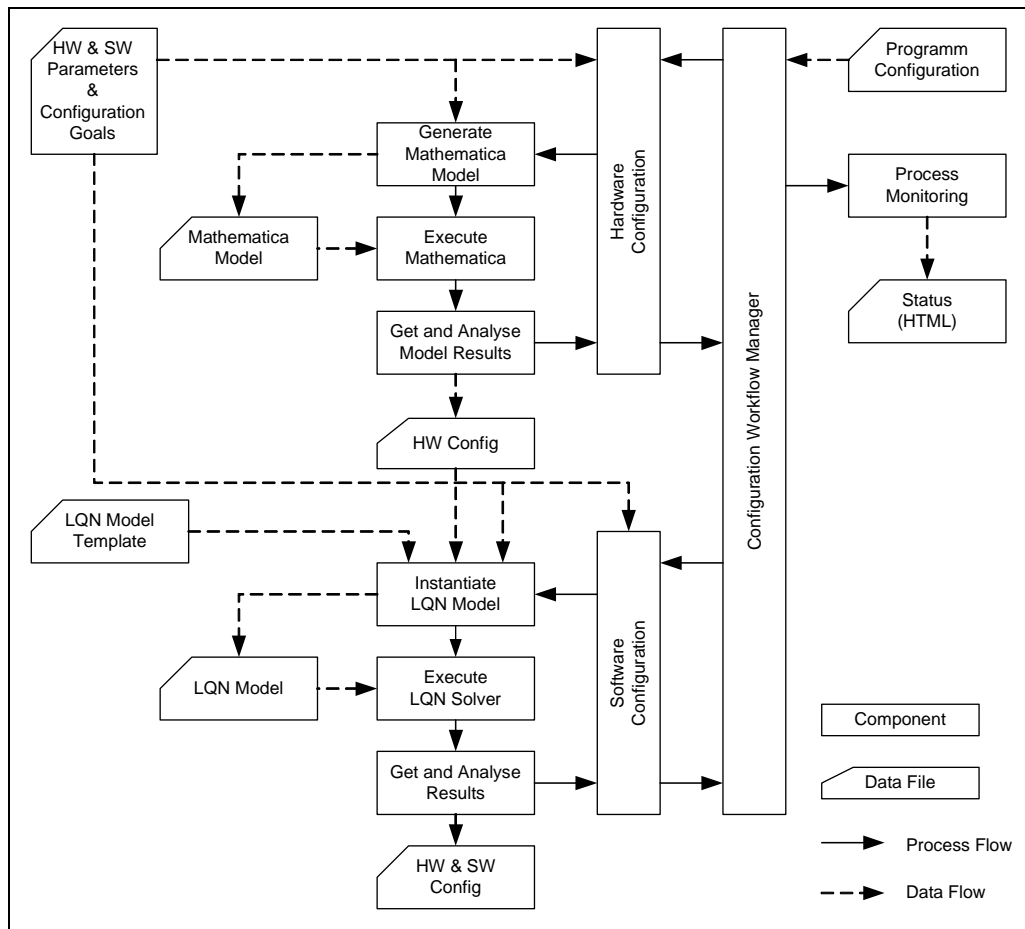 HW & SW
Parameters
&
Configuration
Goals
Programm
Configuration
Generate
Mathematica
Model
Hardware
Configuration
Process
Monitoring
Mathematica
Model
Execute
Mathematica
Status
(HTML)
Get and Analyse
Model Results
Configuration Workflow Manager
HW Config
LQN Model
Template
Instantiate
LQN Model
Software
Configuration
LQN Model
Execute
LQN Solver
Get and Analyse
Results
HW & SW
Config
Component
Data File
Process Flow
Data Flow